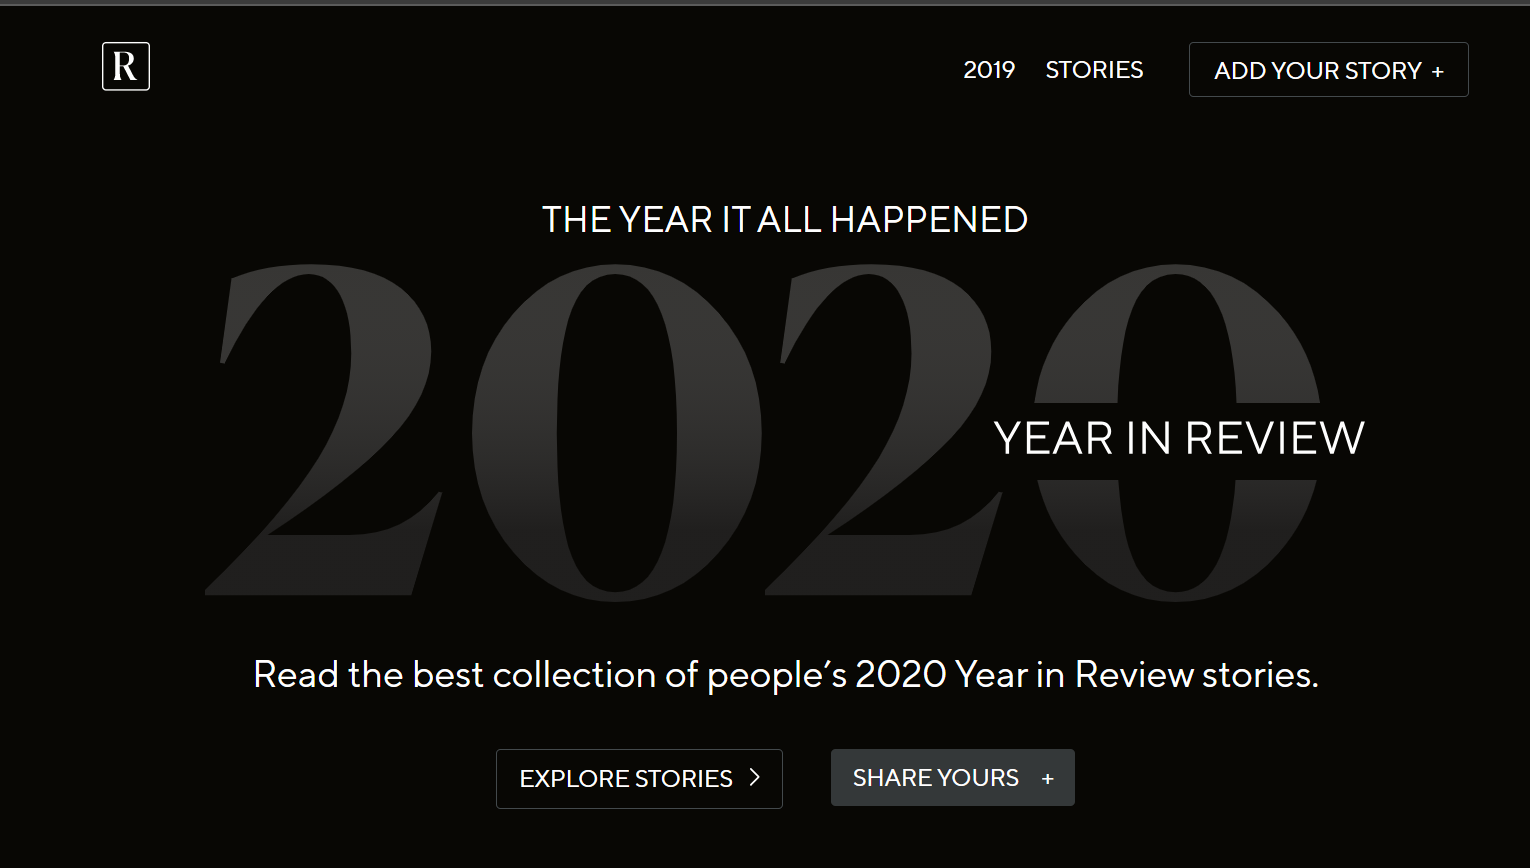 R
2019 STORIES ADD YOUR STORY +
THE YEAR IT ALL HAPPENED
2020
YEAR IN REVIEW
Read the best collection of people′s 2020 Year in Review stories.
EXPLORE STORIES > SHARE YOURS +